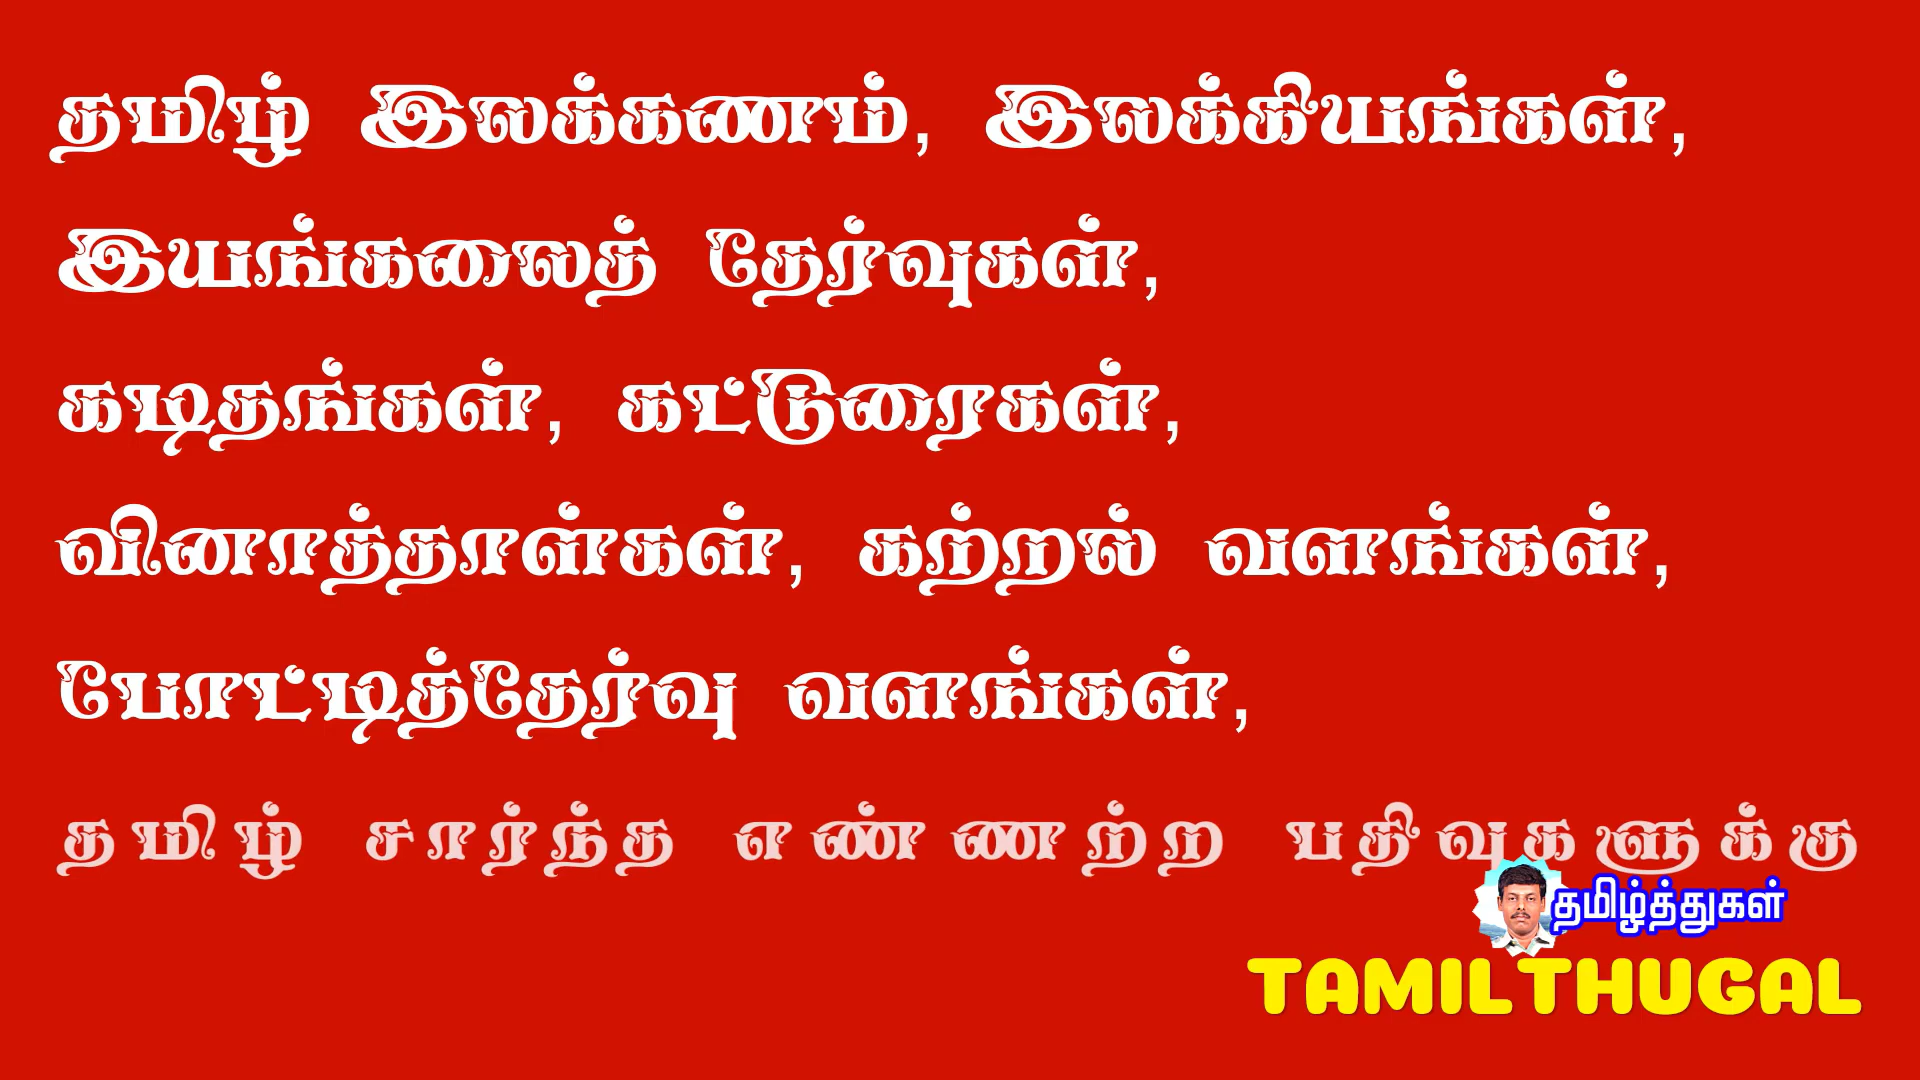 தமிழ் இலக்கணம், இலக்கியங்கள்,
இயங்கலைத் தேர்வுகள்,
கடிதங்கள், கட்டுரைகள்,
வினாத்தாள்கள், கற்றல் வளங்கள்,
போட்டித்தேர்வு வளங்கள்,
தமிழ் சார்ந்த எண்ணற்ற பதிவுகளுக்கு
தமிழ்த்துகள்
TAMILTHUGAL